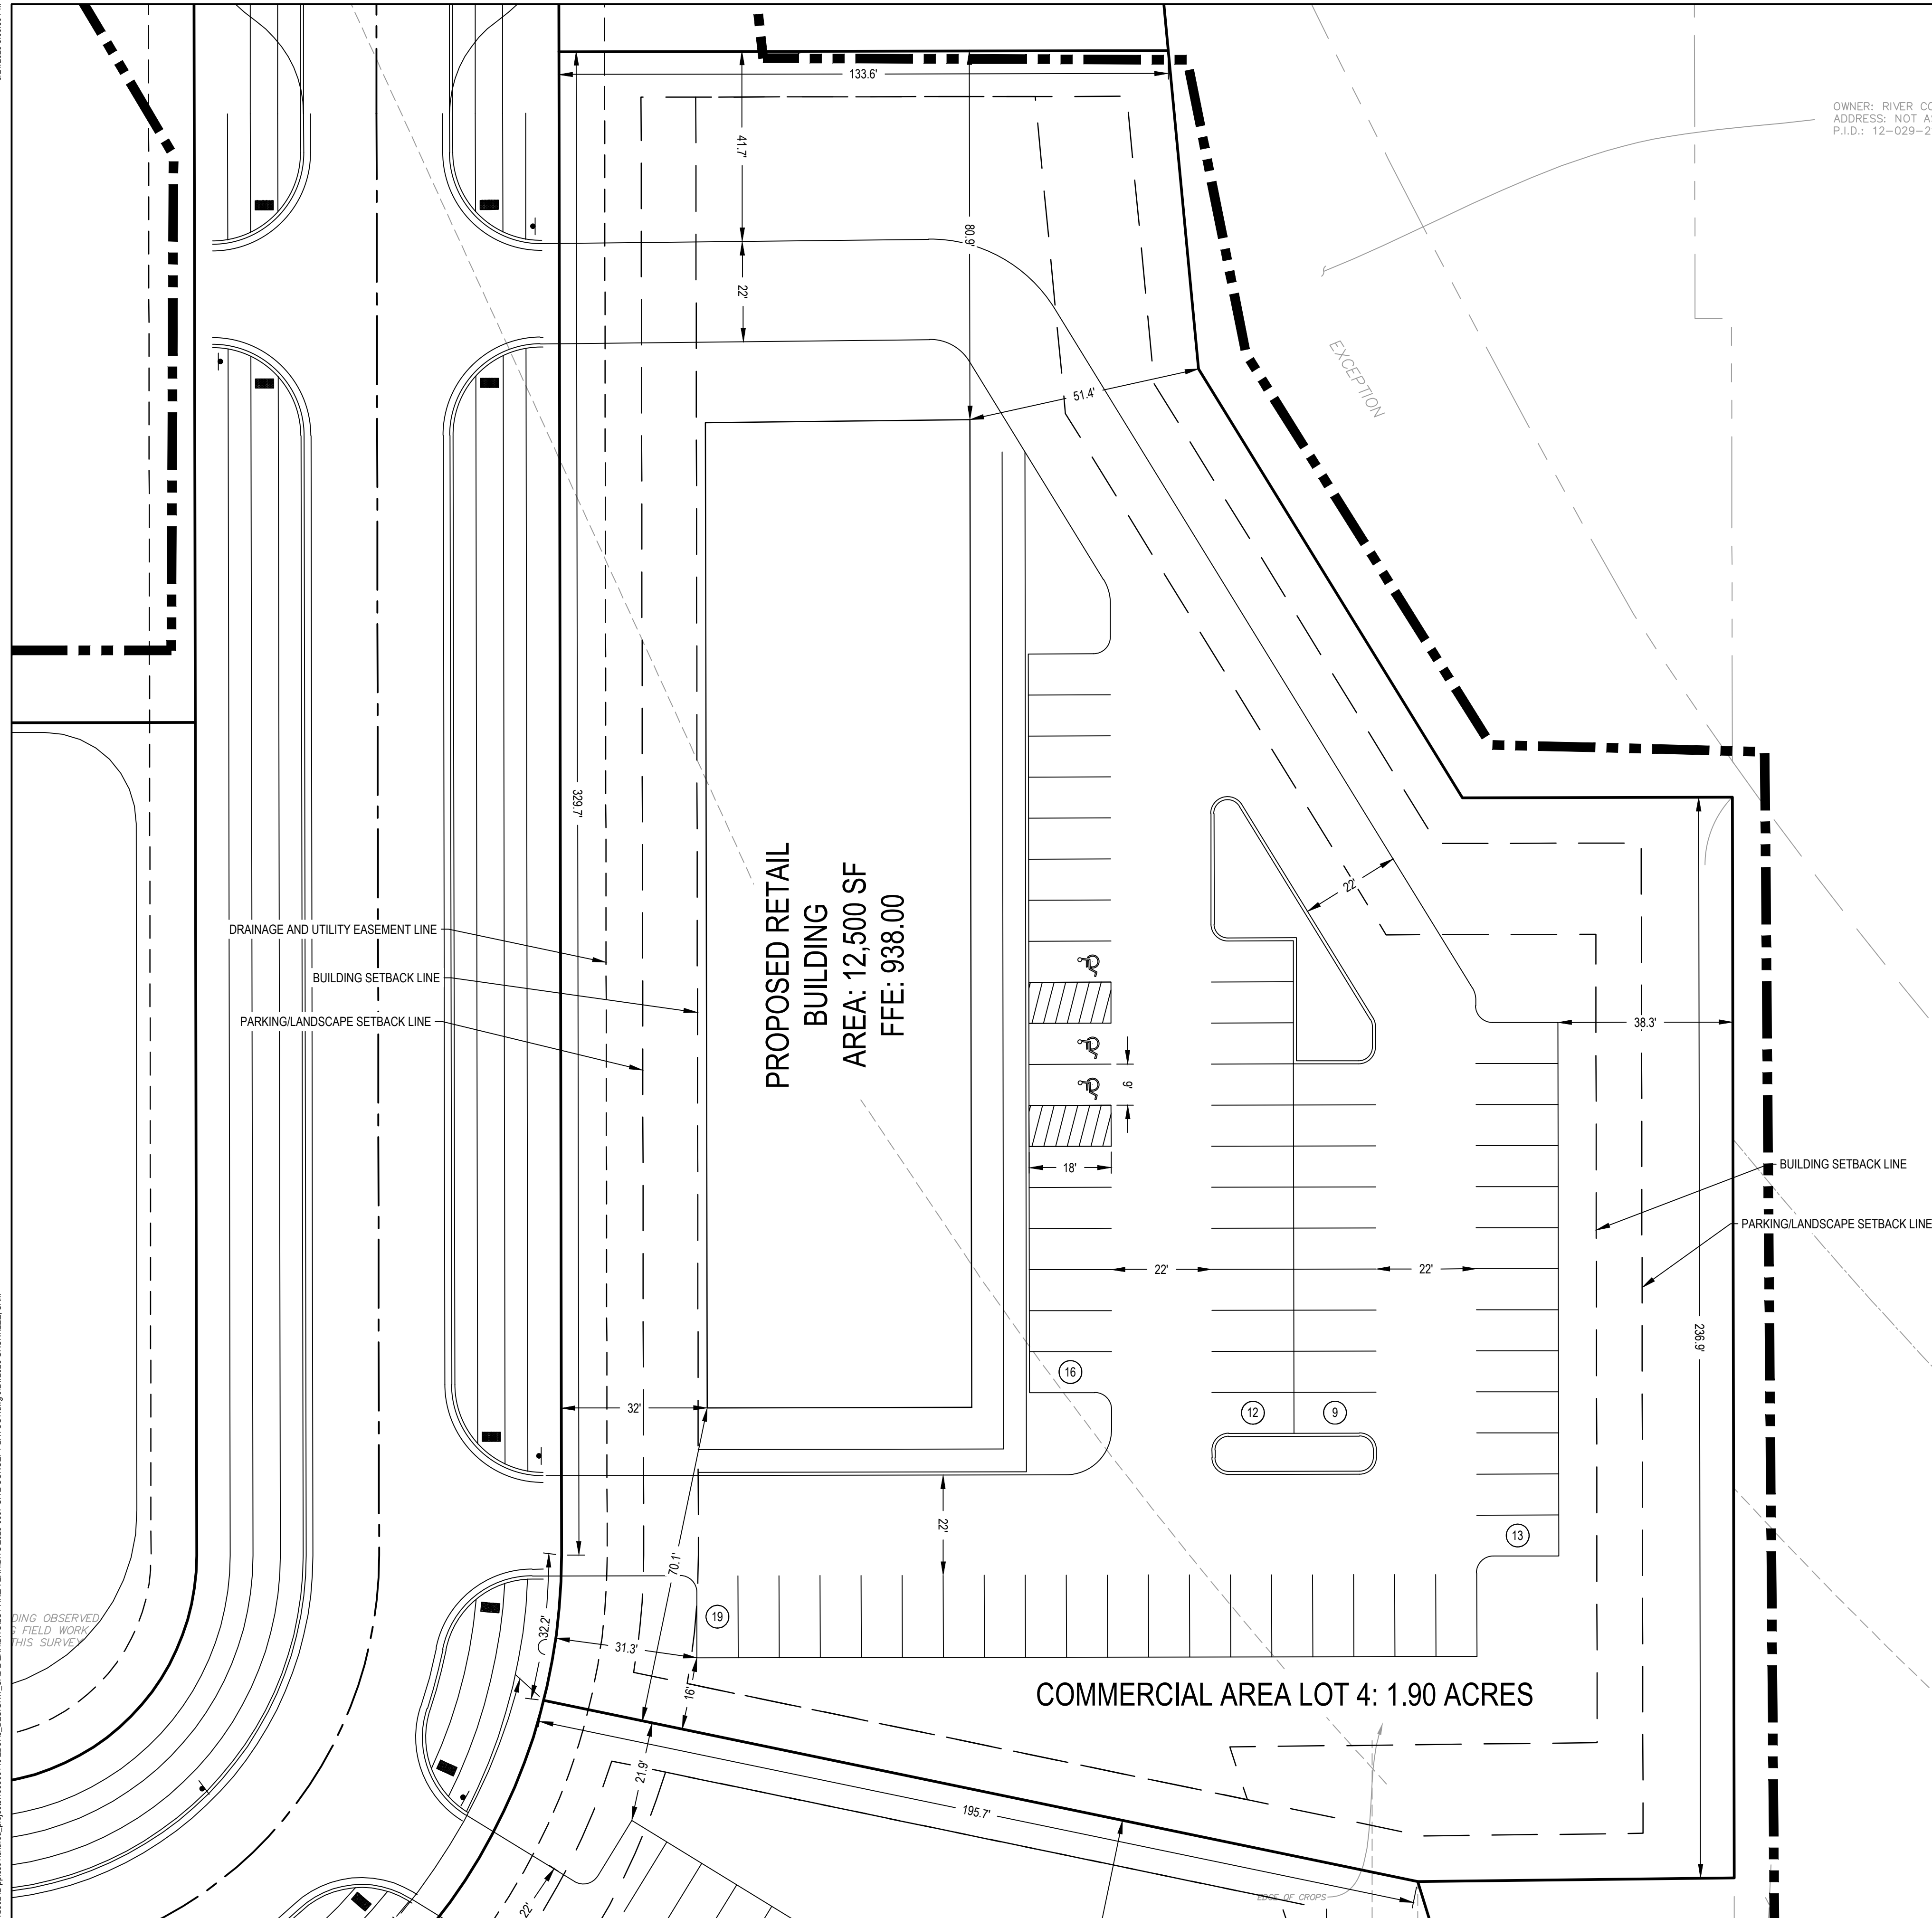 133.6'
OWNER: RIVER
ADDRESS: NOT
P.I.D.: 12-029-2
41.7'
80.9'
22'
EXCEPTION
51.4'
329.7'
PROPOSED RETAIL
BUILDING
AREA: 12,500 SF
FFE: 938.00
22'
DRAINAGE AND UTILITY EASEMENT LINE
BUILDING SETBACK LINE
PARKING/LANDSCAPE SETBACK LINE
38.3'
9'
18'
BUILDING SETBACK LINE
PARKING/LANDSCAPE SETBACK LINE
22'
22'
236.9'
16
32'
12
9
22'
13
70.1'
DING OBSERVED
FIELD WORK
THIS SURVEY
19
32.2'
31.3'
16'
COMMERCIAL AREA LOT 4: 1.90 ACRES
21.9'
195.7'
EDGE OF CROPS
22'